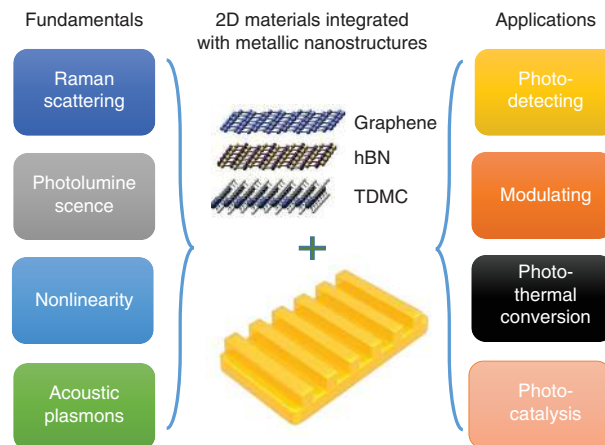 Fundamentals
Raman
scattering
Photolumine
scence
Nonlinearity
Acoustic
plasmons
2D materials integrated
with metallic nanostructures
Graphene
hBN
TDMC
+
Applications
Photo-
detecting
Modulating
Photo-
thermal
conversion
Photo-
catalysis